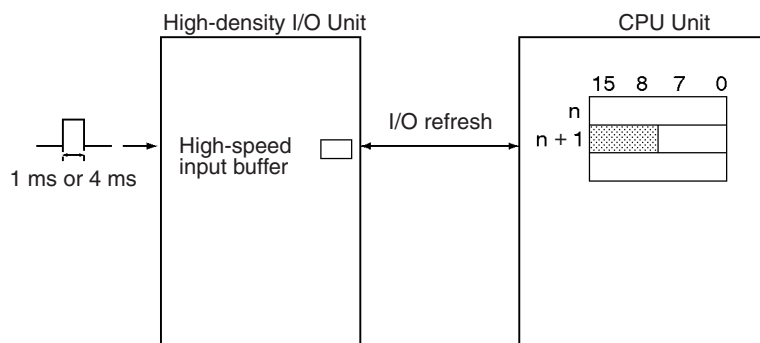 High-density I/O Unit
CPU Unit
15 8 7 0
n
n + 1
I/O refresh
High-speed
input buffer
1 ms or 4 ms